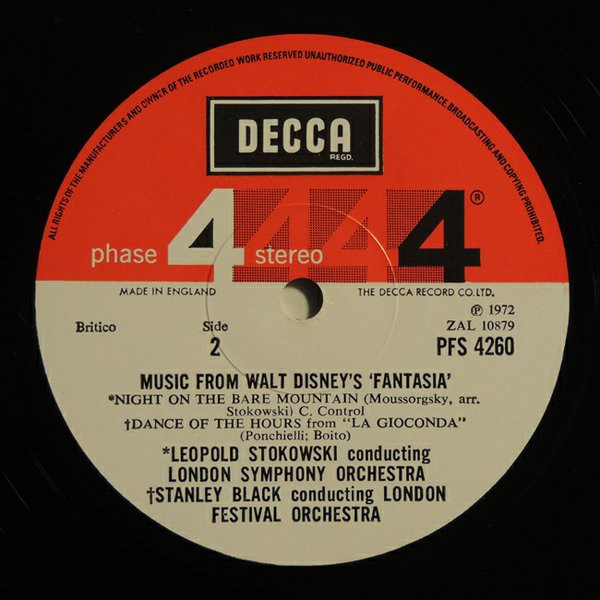 ALL RIGHTS OF THE MANUFACTURERS AND OWNER OF THE RECORDED WORK RESERVED UNAUTHORIZED PUBLIC PERFORMANCE, BROADCASTING AND COPYING PROHIBITED.
DECCA
REGD.
phase 4 stereo 4 4 4 ®
MADE IN ENGLAND THE DECCA RECORD CO. LTD.
℗ 1972
Britico Side ZAL 10879
2 PFS 4260
MUSIC FROM WALT DISNEY'S 'FANTASIA'
*NIGHT ON THE BARE MOUNTAIN (Moussorgsky, arr.
Stokowski) C. Control
†DANCE OF THE HOURS from "LA GIOCONDA"
(Ponchielli; Boito)
*LEOPOLD STOKOWSKI conducting
LONDON SYMPHONY ORCHESTRA
†STANLEY BLACK conducting LONDON
FESTIVAL ORCHESTRA